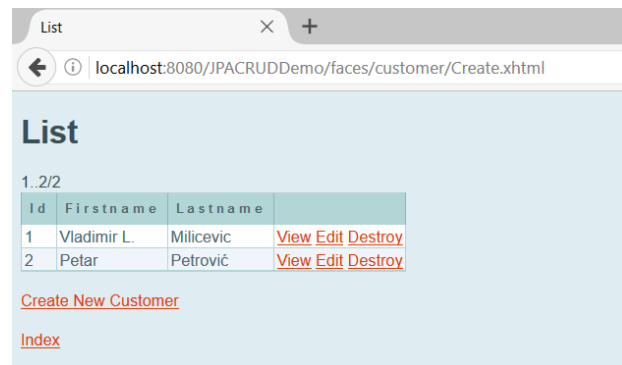 List
localhost:8080/JPACRUDDemo/faces/customer/Create.xhtml
List
1..2/2
Id Firstname Lastname
1 Vladimir L. Milicevic View Edit Destroy
2 Petar Petrović View Edit Destroy
Create New Customer
Index